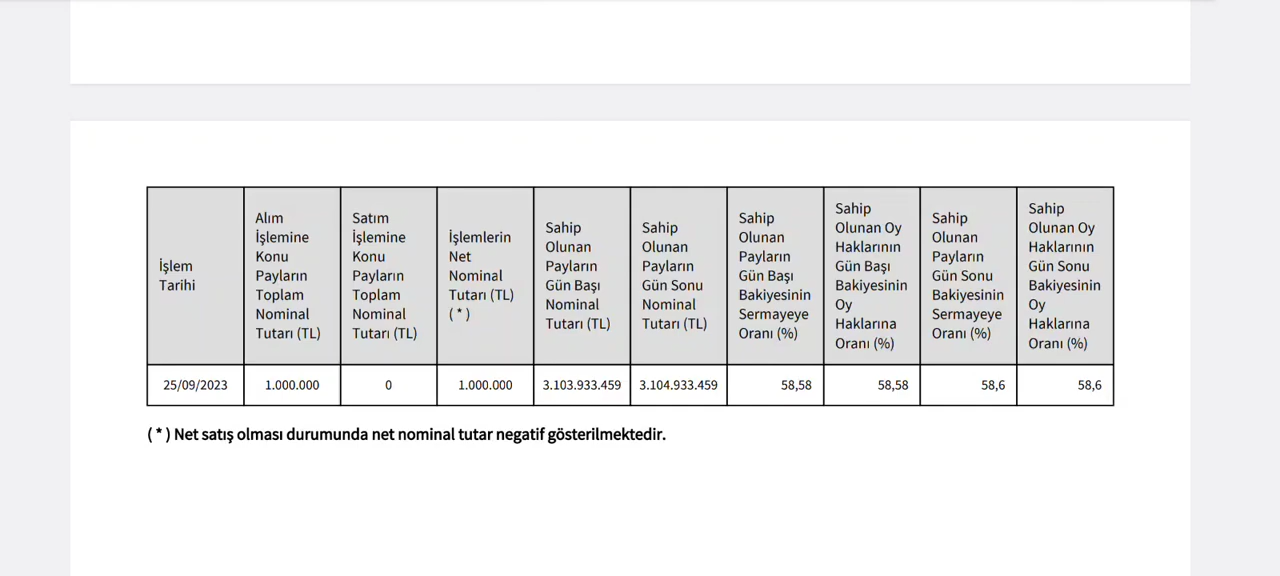 İşlem
Tarihi
Alım
İşlemine
Konu
Payların
Toplam
Nominal
Tutarı (TL)
Satım
İşlemine
Konu
Payların
Toplam
Nominal
Tutarı (TL)
İşlemlerin
Net
Nominal
Tutarı (TL)
( * )
Sahip
Olunan
Payların
Gün Başı
Nominal
Tutarı (TL)
Sahip
Olunan
Payların
Gün Sonu
Nominal
Tutarı (TL)
Sahip
Olunan
Payların
Gün Başı
Bakiyesinin
Sermayeye
Oranı (%)
Sahip
Olunan Oy
Haklarının
Gün Başı
Bakiyesinin
Oy
Haklarına
Oranı (%)
Sahip
Olunan
Payların
Gün Sonu
Bakiyesinin
Sermayeye
Oranı (%)
Sahip
Olunan Oy
Haklarının
Gün Sonu
Bakiyesinin
Oy
Haklarına
Oranı (%)
25/09/2023 1.000.000 0 1.000.000 3.103.933.459 3.104.933.459 58,58 58,58 58,6 58,6
( * ) Net satış olması durumunda net nominal tutar negatif gösterilmektedir.